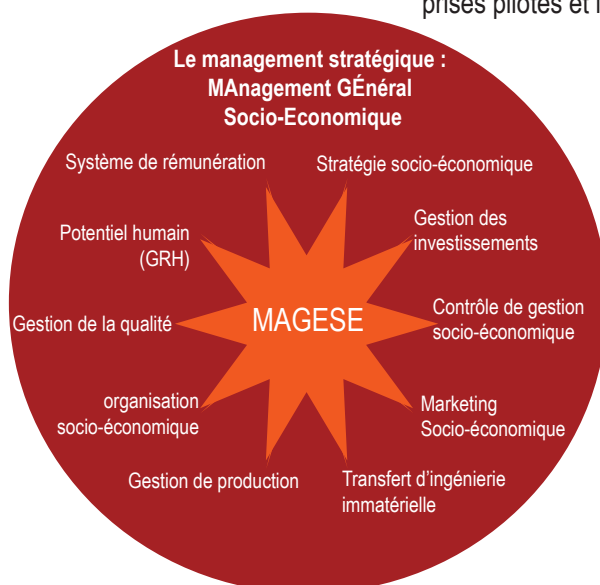 prises pilotes et l
Le management stratégique :
MAnagement GÉnéral
Socio-Economique
Système de rémunération
Stratégie socio-économique
Potentiel humain
(GRH)
Gestion des
investissements
Gestion de la qualité
MAGESE
Contrôle de gestion
socio-économique
organisation
socio-économique
Marketing
Socio-économique
Gestion de production
Transfert d’ingénierie
immatérielle